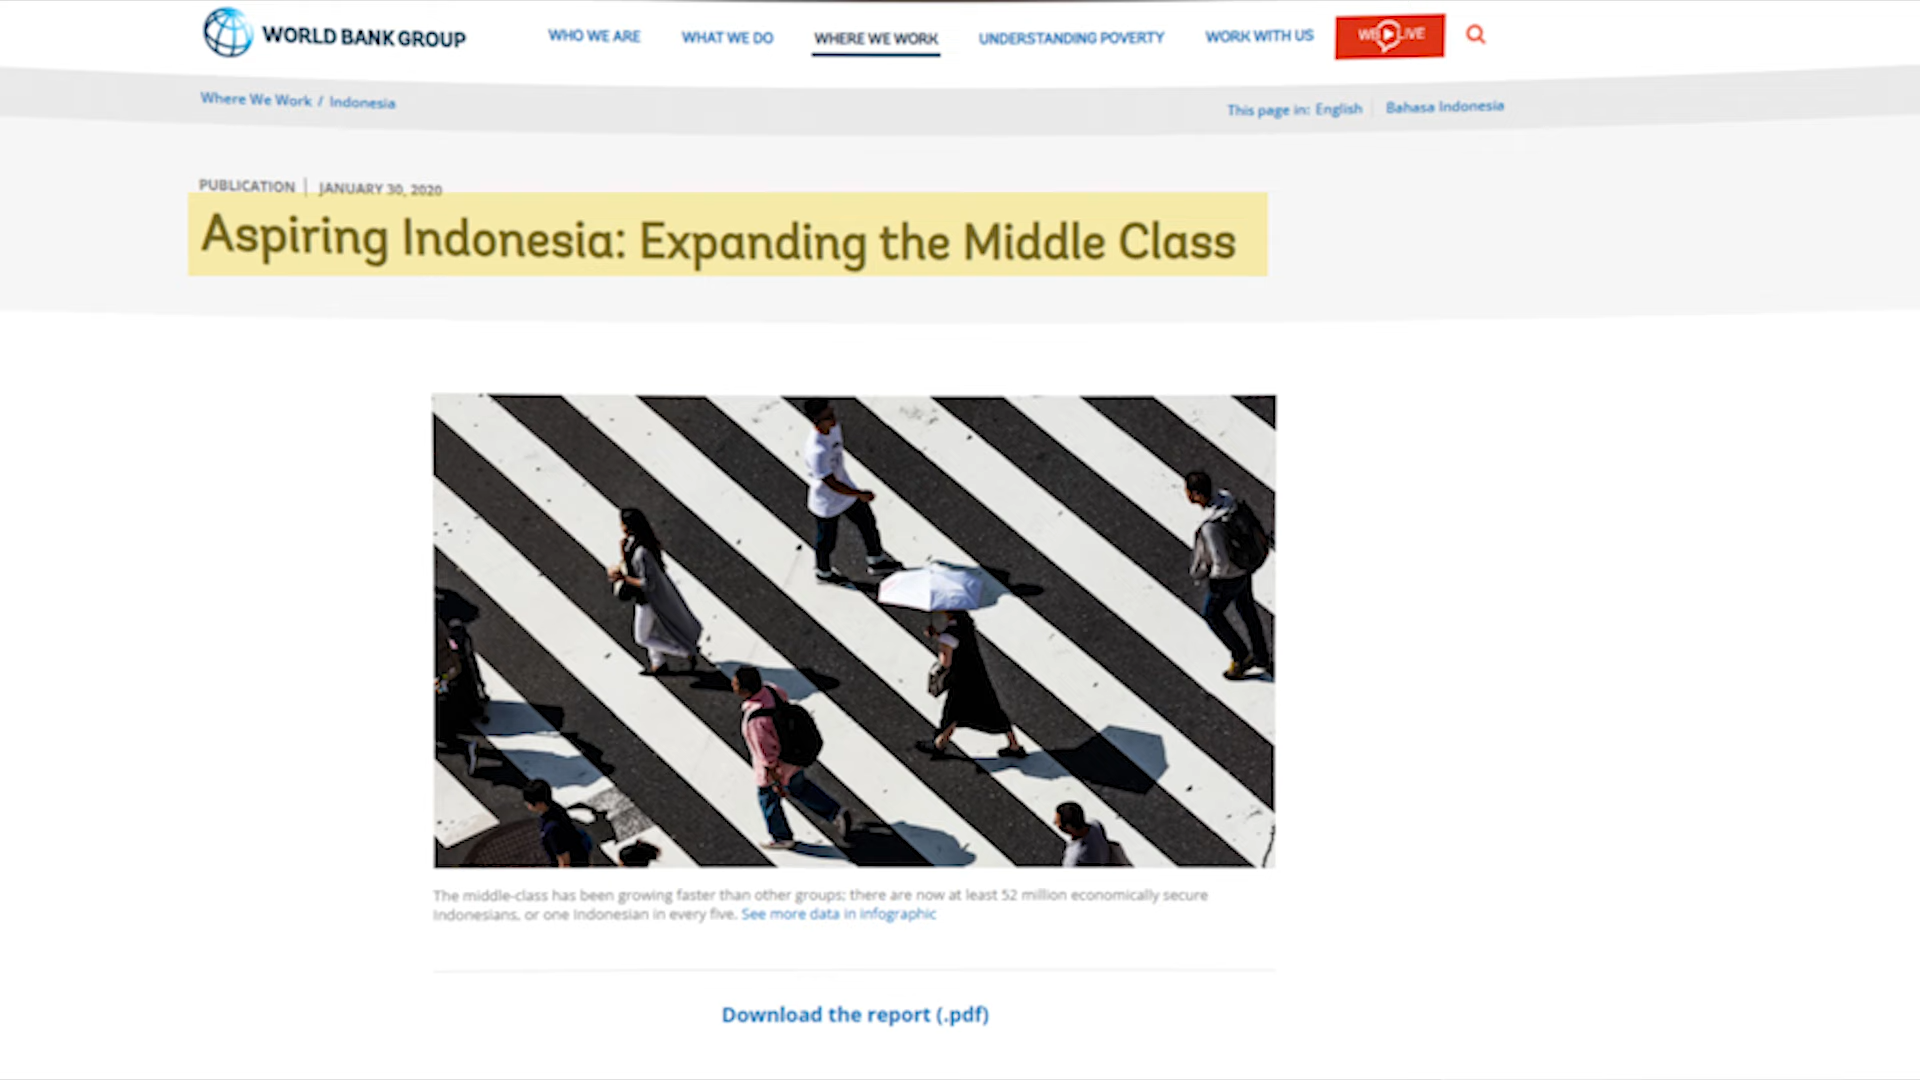 WORLD BANK GROUP
WHO WE ARE
WHAT WE DO
WHERE WE WORK
UNDERSTANDING POVERTY
WORK WITH US
WB LIVE
Where We Work / Indonesia
This page in: English | Bahasa Indonesia
PUBLICATION | JANUARY 30, 2020
Aspiring Indonesia: Expanding the Middle Class
The middle-class has been growing faster than other groups; there are now at least 52 million economically secure
Indonesians, or one Indonesian in every five. See more data in infographic
Download the report (.pdf)